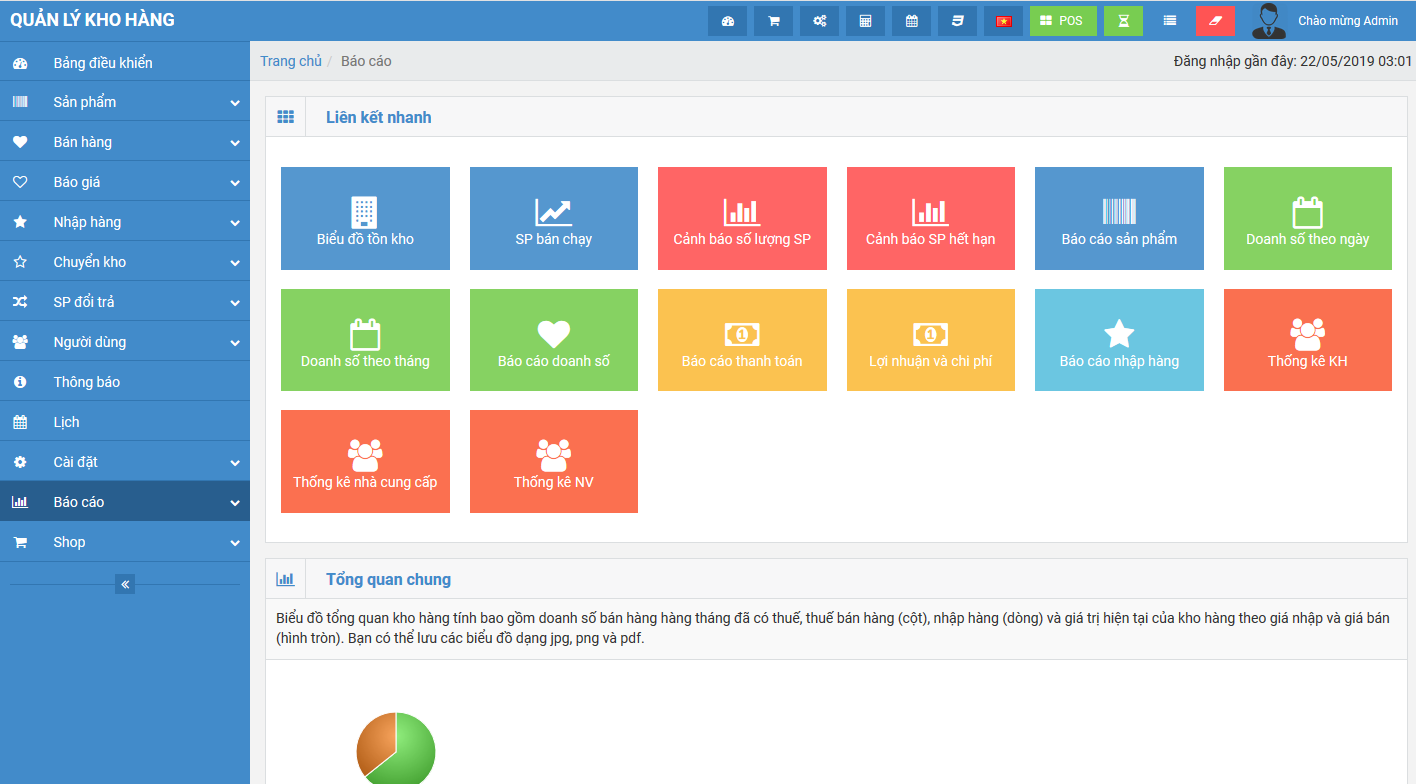 QUẢN LÝ KHO HÀNG
POS
Chào mừng Admin
Bảng điều khiển
Sản phẩm
Bán hàng
Báo giá
Nhập hàng
Chuyển kho
SP đổi trả
Người dùng
Thông báo
Lịch
Cài đặt
Báo cáo
Shop
Trang chủ / Báo cáo
Đăng nhập gần đây: 22/05/2019 03:01
Liên kết nhanh
Biểu đồ tồn kho
SP bán chạy
Cảnh báo số lượng SP
Cảnh báo SP hết hạn
Báo cáo sản phẩm
Doanh số theo ngày
Doanh số theo tháng
Báo cáo doanh số
Báo cáo thanh toán
Lợi nhuận và chi phí
Báo cáo nhập hàng
Thống kê KH
Thống kê nhà cung cấp
Thống kê NV
Tổng quan chung
Biểu đồ tổng quan kho hàng tính bao gồm doanh số bán hàng hàng tháng đã có thuế, thuế bán hàng (cột), nhập hàng (dòng) và giá trị hiện tại của kho hàng theo giá nhập và giá bán
(hình tròn). Bạn có thể lưu các biểu đồ dạng jpg, png và pdf.